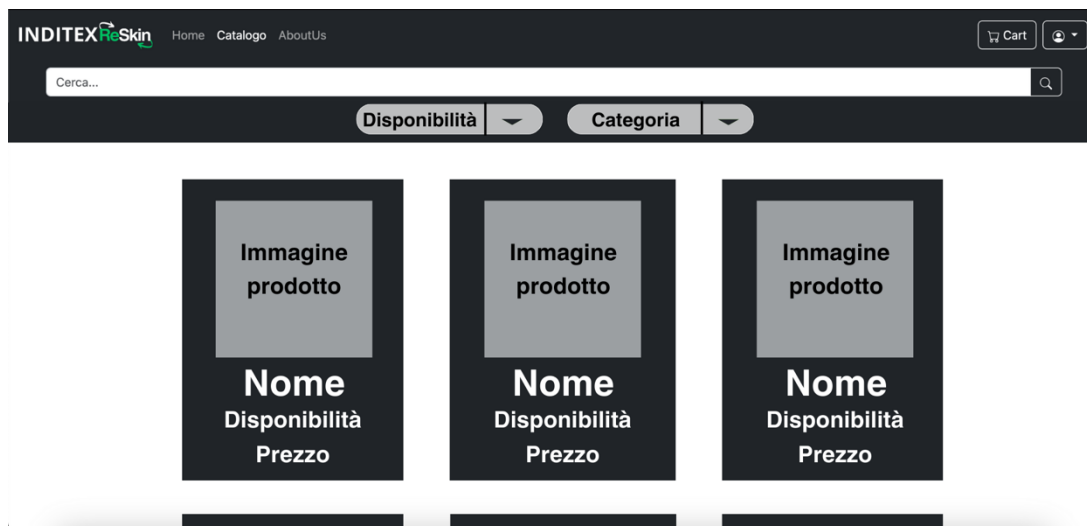 INDITEX ReSkin Home Catalogo AboutUs Cart
Cerca...
Disponibilità Categoria
Immagine
prodotto
Nome
Disponibilità
Prezzo
Immagine
prodotto
Nome
Disponibilità
Prezzo
Immagine
prodotto
Nome
Disponibilità
Prezzo